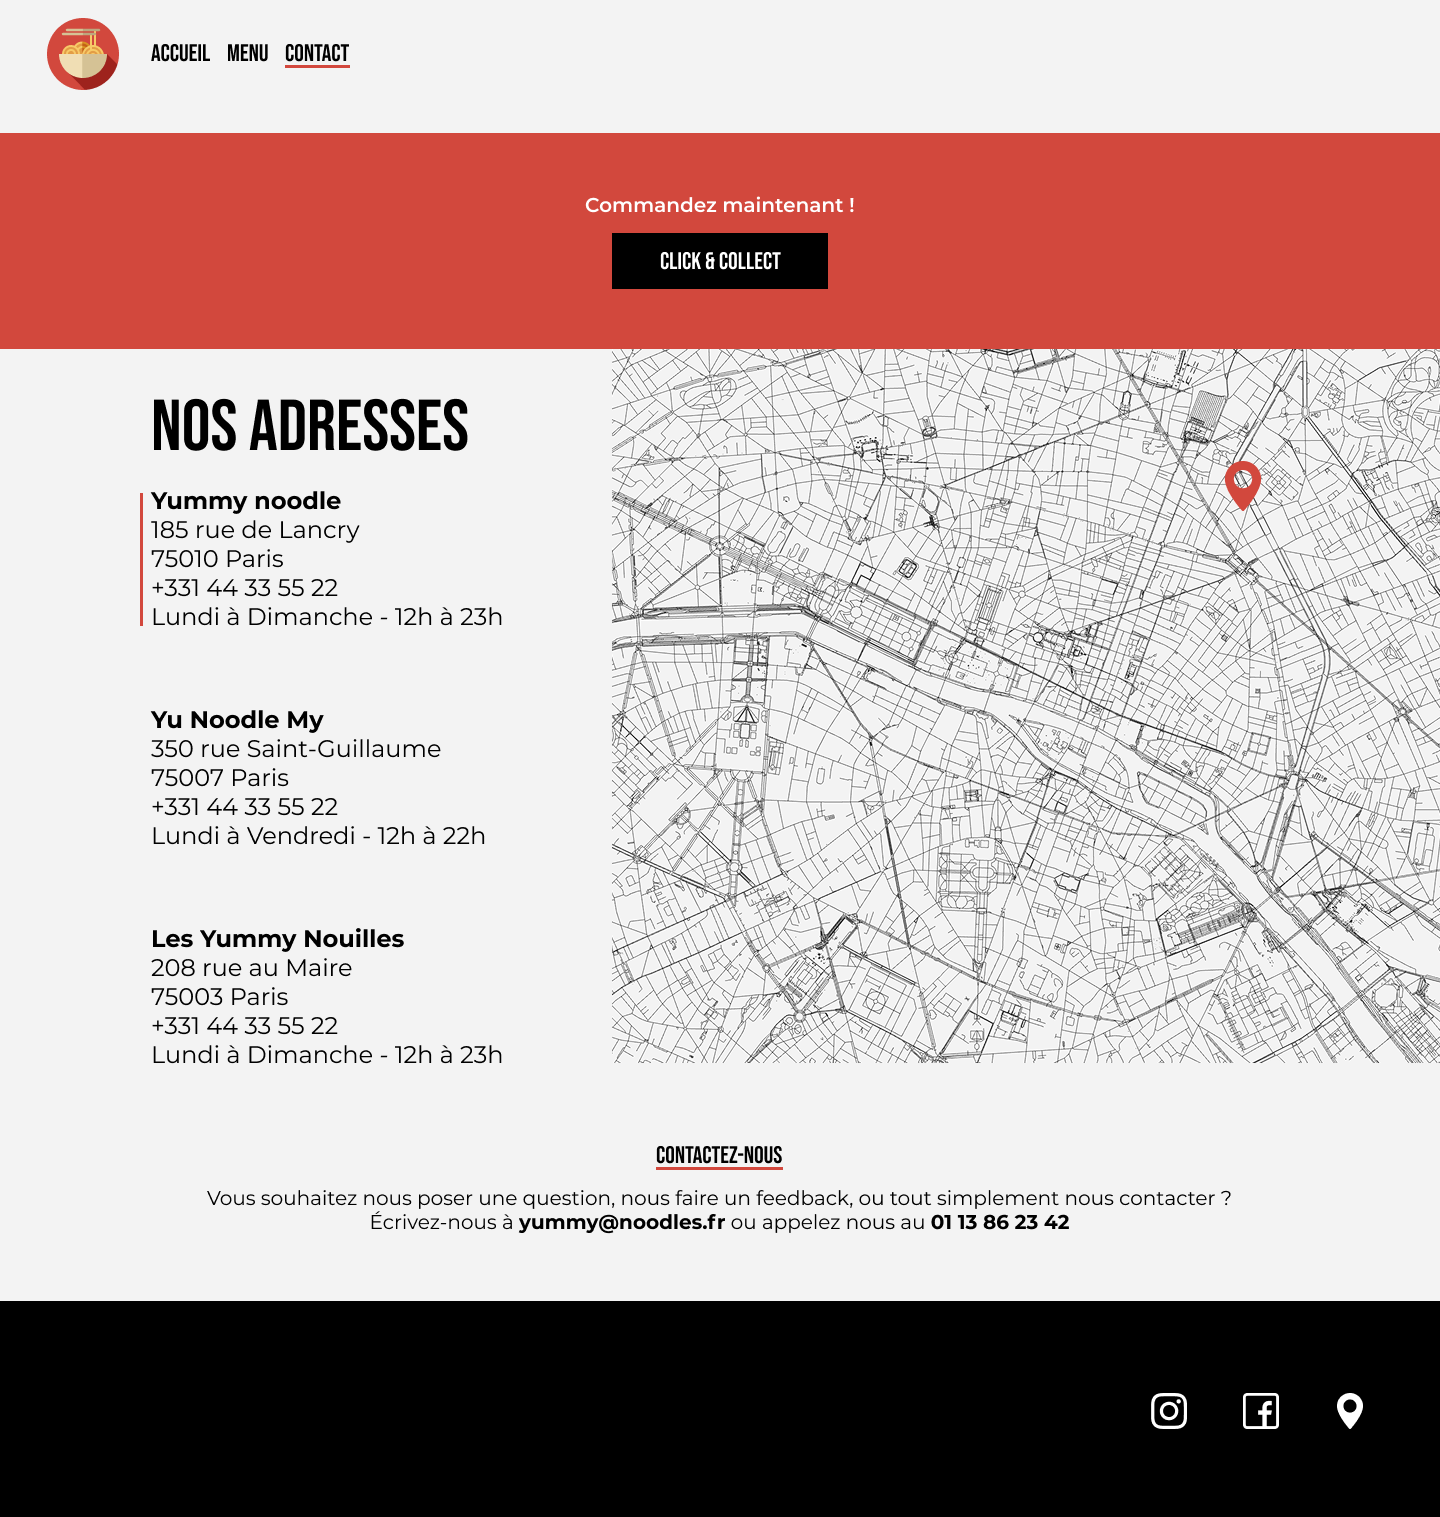 ACCUEIL MENU CONTACT
Commandez maintenant !
CLICK & COLLECT
NOS ADRESSES
Yummy noodle
185 rue de Lancry
75010 Paris
+331 44 33 55 22
Lundi à Dimanche - 12h à 23h
Yu Noodle My
350 rue Saint-Guillaume
75007 Paris
+331 44 33 55 22
Lundi à Vendredi - 12h à 22h
Les Yummy Nouilles
208 rue au Maire
75003 Paris
+331 44 33 55 22
Lundi à Dimanche - 12h à 23h
CONTACTEZ-NOUS
Vous souhaitez nous poser une question, nous faire un feedback, ou tout simplement nous contacter ?
Écrivez-nous à yummy@noodles.fr ou appelez nous au 01 13 86 23 42